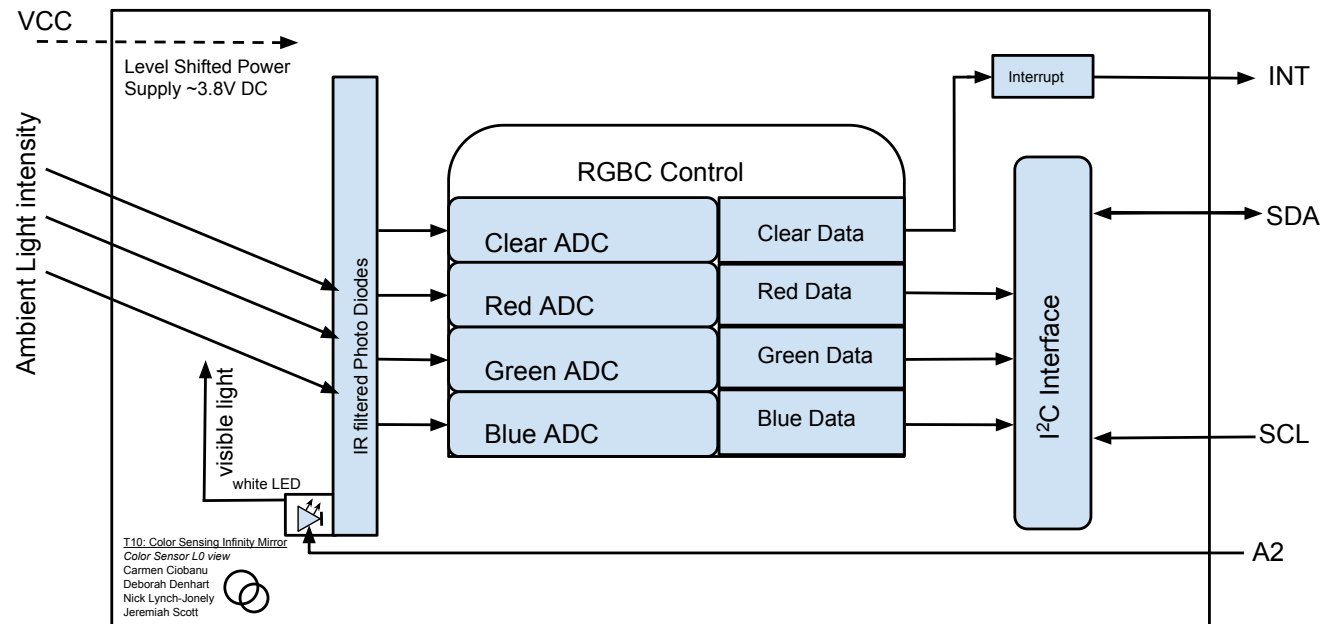 VCC
Level Shifted Power
Supply ~3.8V DC
Ambient Light intensity
IR filtered Photo Diodes
RGBC Control
Clear ADC
Clear Data
Red ADC
Red Data
Green ADC
Green Data
Blue ADC
Blue Data
Interrupt
INT
I²C Interface
SDA
SCL
A2
visible light
white LED
T10: Color Sensing Infinity Mirror
Color Sensor L0 view
Carmen Ciobanu
Deborah Denhart
Nick Lynch-Jonely
Jeremiah Scott